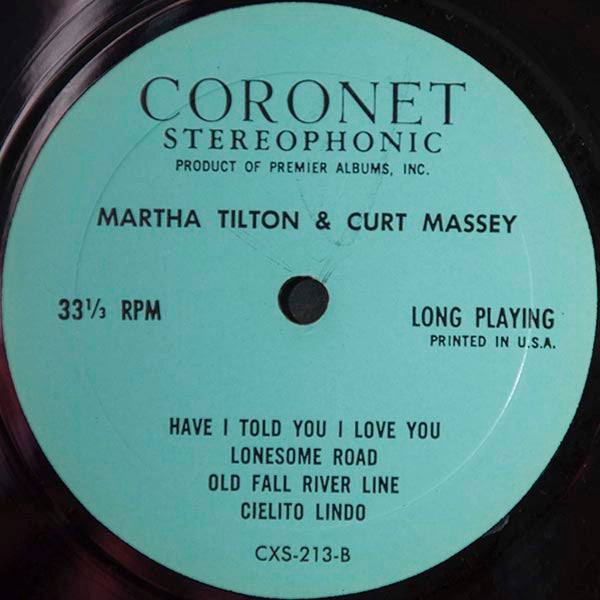 CORONET
STEREOPHONIC
PRODUCT OF PREMIER ALBUMS, INC.
MARTHA TILTON & CURT MASSEY
33⅓ RPM
LONG PLAYING
PRINTED IN U.S.A.
HAVE I TOLD YOU I LOVE YOU
LONESOME ROAD
OLD FALL RIVER LINE
CIELITO LINDO
CXS-213-B